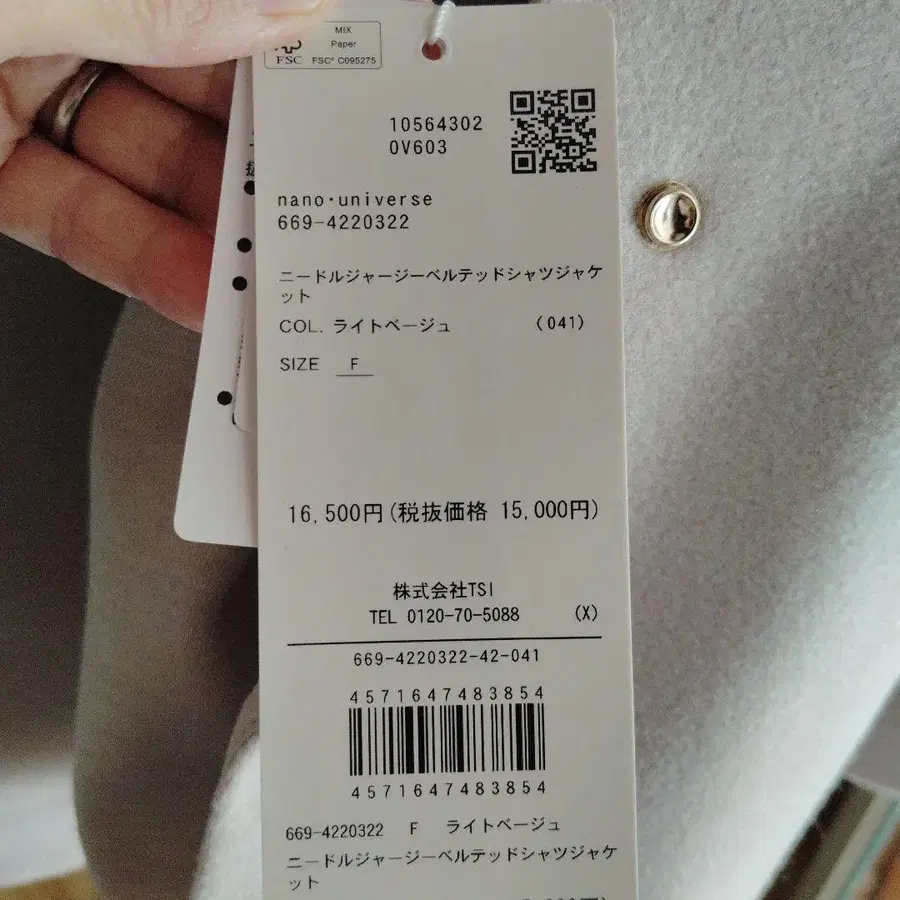 MIX
Paper
FSC
FSC® C095275
10564302
0V603
nano・universe
669-4220322
ニードルジャージーベルテッドシャツジャケ
ット
COL. ライトベージュ (041)
SIZE F
16,500円(税抜価格 15,000円)
株式会社TSI
TEL 0120-70-5088 (X)
669-4220322-42-041
4571647483854
4571647483854
669-4220322 F ライトベージュ
ニードルジャージーベルテッドシャツジャケ
ット